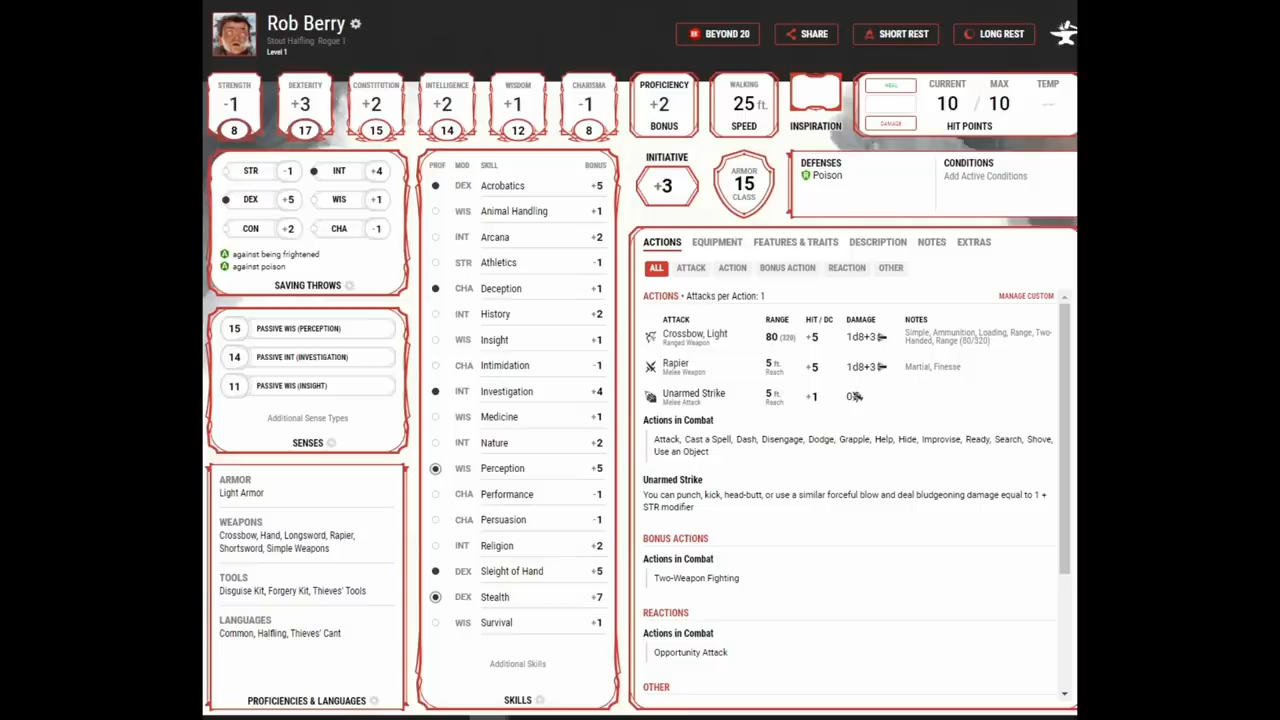 Rob Berry
Stout Halfling Rogue 1
Level 1
BEYOND 20
SHARE
SHORT REST
LONG REST
STRENGTH
-1
8
DEXTERITY
+3
17
CONSTITUTION
+2
15
INTELLIGENCE
+2
14
WISDOM
+1
12
CHARISMA
-1
8
PROFICIENCY
+2
BONUS
WALKING
25 ft.
SPEED
INSPIRATION
HEAL
DAMAGE
CURRENT MAX TEMP
10 / 10 --
HIT POINTS
STR -1
INT +4
DEX +5
WIS +1
CON +2
CHA -1
against being frightened
against poison
SAVING THROWS
15 PASSIVE WIS (PERCEPTION)
14 PASSIVE INT (INVESTIGATION)
11 PASSIVE WIS (INSIGHT)
Additional Sense Types
SENSES
ARMOR
Light Armor
WEAPONS
Crossbow, Hand, Longsword, Rapier,
Shortsword, Simple Weapons
TOOLS
Disguise Kit, Forgery Kit, Thieves' Tools
LANGUAGES
Common, Halfling, Thieves' Cant
PROFICIENCIES & LANGUAGES
PROF MOD SKILL BONUS
DEX Acrobatics +5
WIS Animal Handling +1
INT Arcana +2
STR Athletics -1
CHA Deception +1
INT History +2
WIS Insight +1
CHA Intimidation -1
INT Investigation +4
WIS Medicine +1
INT Nature +2
WIS Perception +5
CHA Performance -1
CHA Persuasion -1
INT Religion +2
DEX Sleight of Hand +5
DEX Stealth +7
WIS Survival +1
Additional Skills
SKILLS
INITIATIVE
+3
ARMOR
15
CLASS
DEFENSES
Poison
CONDITIONS
Add Active Conditions
ACTIONS EQUIPMENT FEATURES & TRAITS DESCRIPTION NOTES EXTRAS
ALL ATTACK ACTION BONUS ACTION REACTION OTHER
ACTIONS • Attacks per Action: 1
MANAGE CUSTOM
ATTACK RANGE HIT / DC DAMAGE NOTES
Crossbow, Light 80 (320) +5 1d8+3 Simple, Ammunition, Loading, Range, Two-
Ranged Weapon Handed, Range (80/320)
Rapier 5 ft. +5 1d8+3 Martial, Finesse
Melee Weapon Reach
Unarmed Strike 5 ft. +1 0
Melee Attack Reach
Actions in Combat
Attack, Cast a Spell, Dash, Disengage, Dodge, Grapple, Help, Hide, Improvise, Ready, Search, Shove,
Use an Object
Unarmed Strike
You can punch, kick, head-butt, or use a similar forceful blow and deal bludgeoning damage equal to 1 +
STR modifier
BONUS ACTIONS
Actions in Combat
Two-Weapon Fighting
REACTIONS
Actions in Combat
Opportunity Attack
OTHER